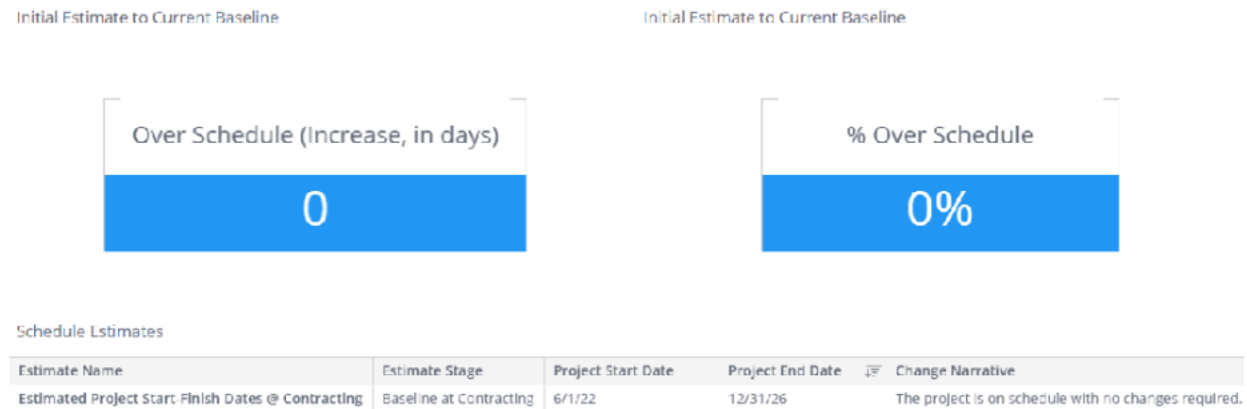 Initial Estimate to Current Baseline
Initial Estimate to Current Baseline
Over Schedule (Increase, in days)
0
% Over Schedule
0%
Schedule Estimates
Estimate Name Estimate Stage Project Start Date Project End Date Change Narrative
Estimated Project Start-Finish Dates @ Contracting Baseline at Contracting 6/1/22 12/31/26 The project is on schedule with no changes required.